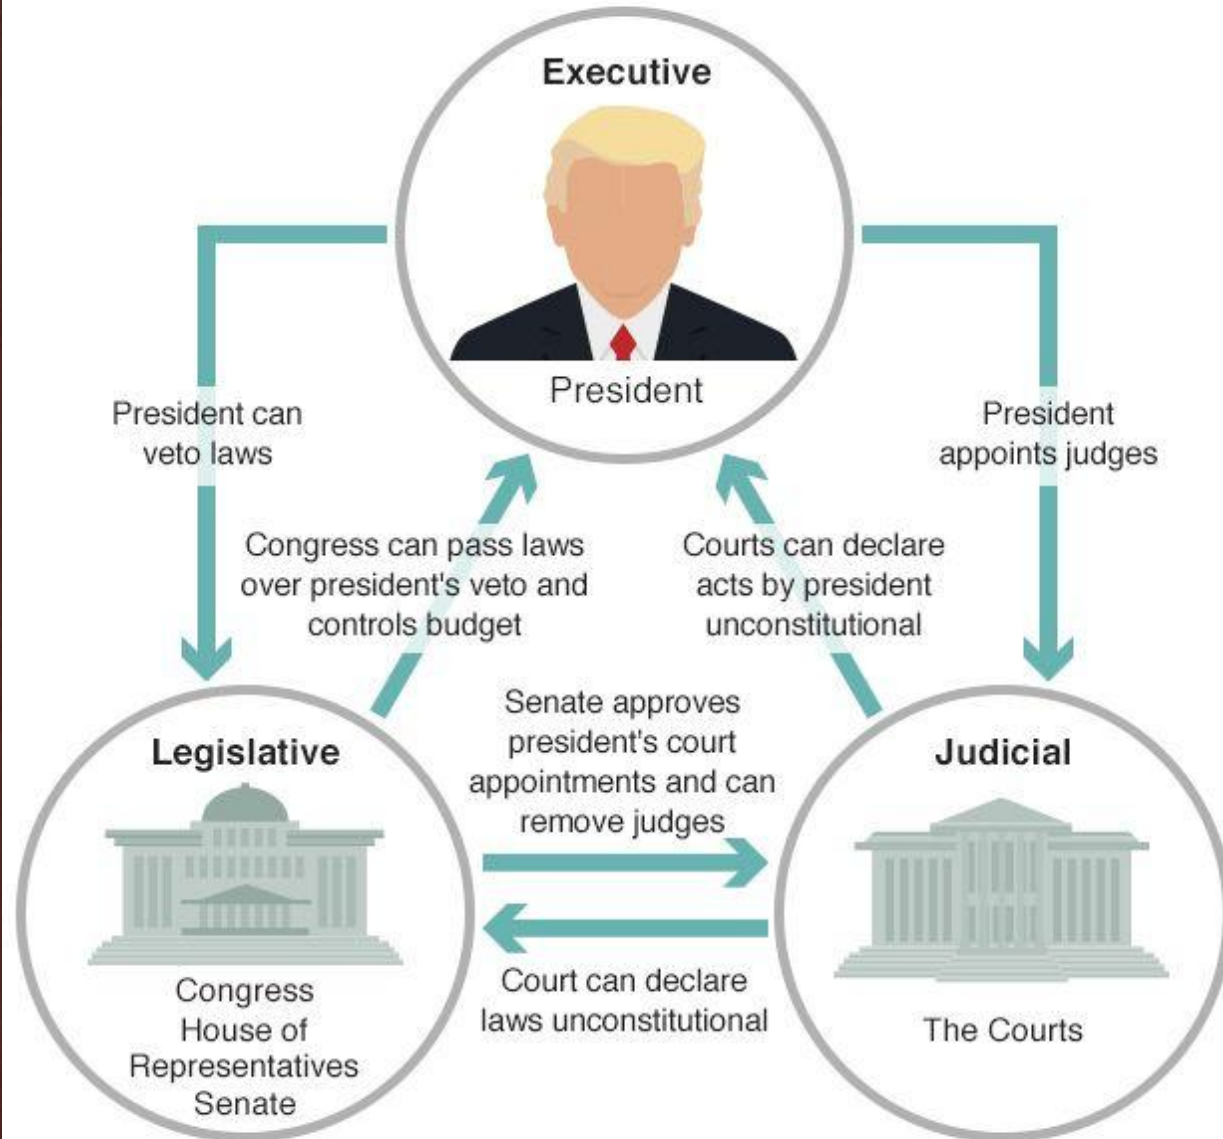 Executive
President
President can
veto laws
President
appoints judges
Congress can pass laws
over president's veto and
controls budget
Courts can declare
acts by president
unconstitutional
Senate approves
president's court
appointments and can
remove judges
Legislative
Congress
House of
Representatives
Senate
Judicial
The Courts
Court can declare
laws unconstitutional